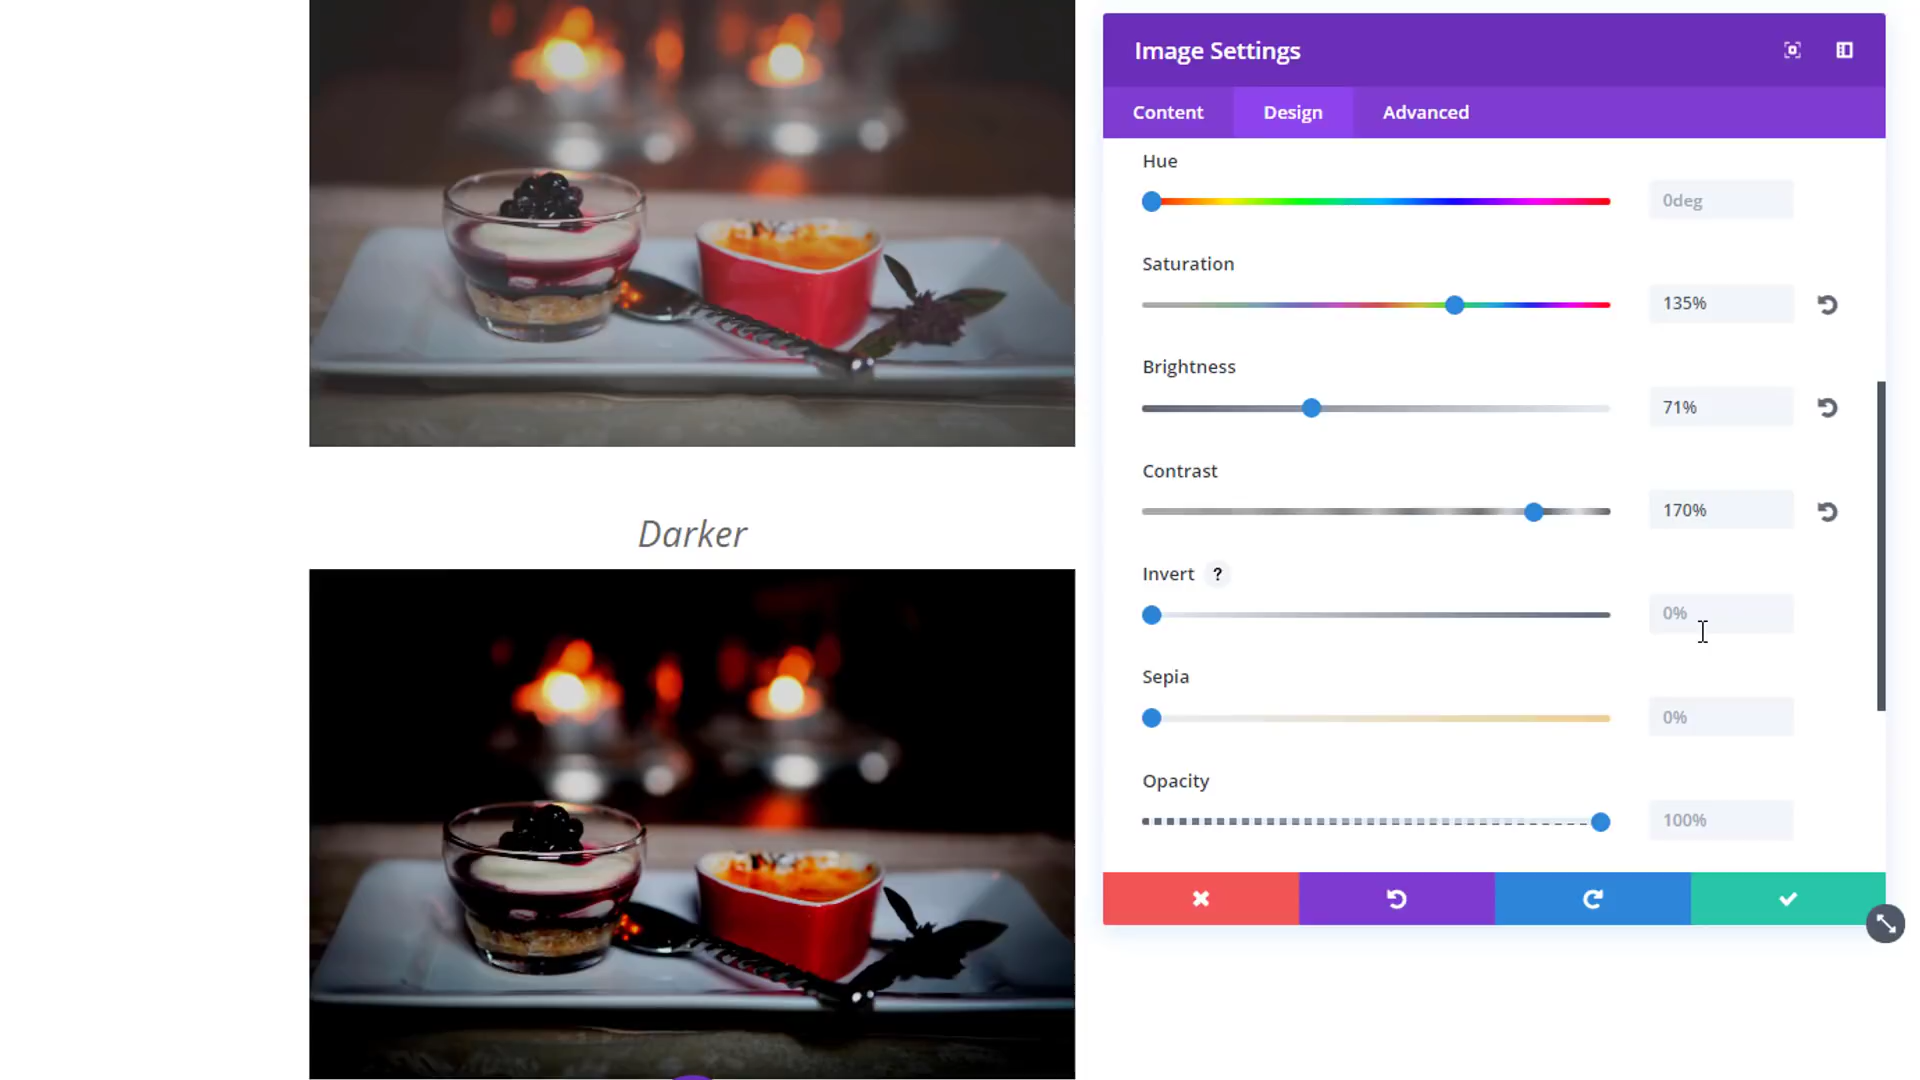 Image Settings
Content Design Advanced
Hue
0deg
Saturation
135%
Brightness
71%
Contrast
170%
Invert ?
0%
Sepia
0%
Opacity
100%
Darker